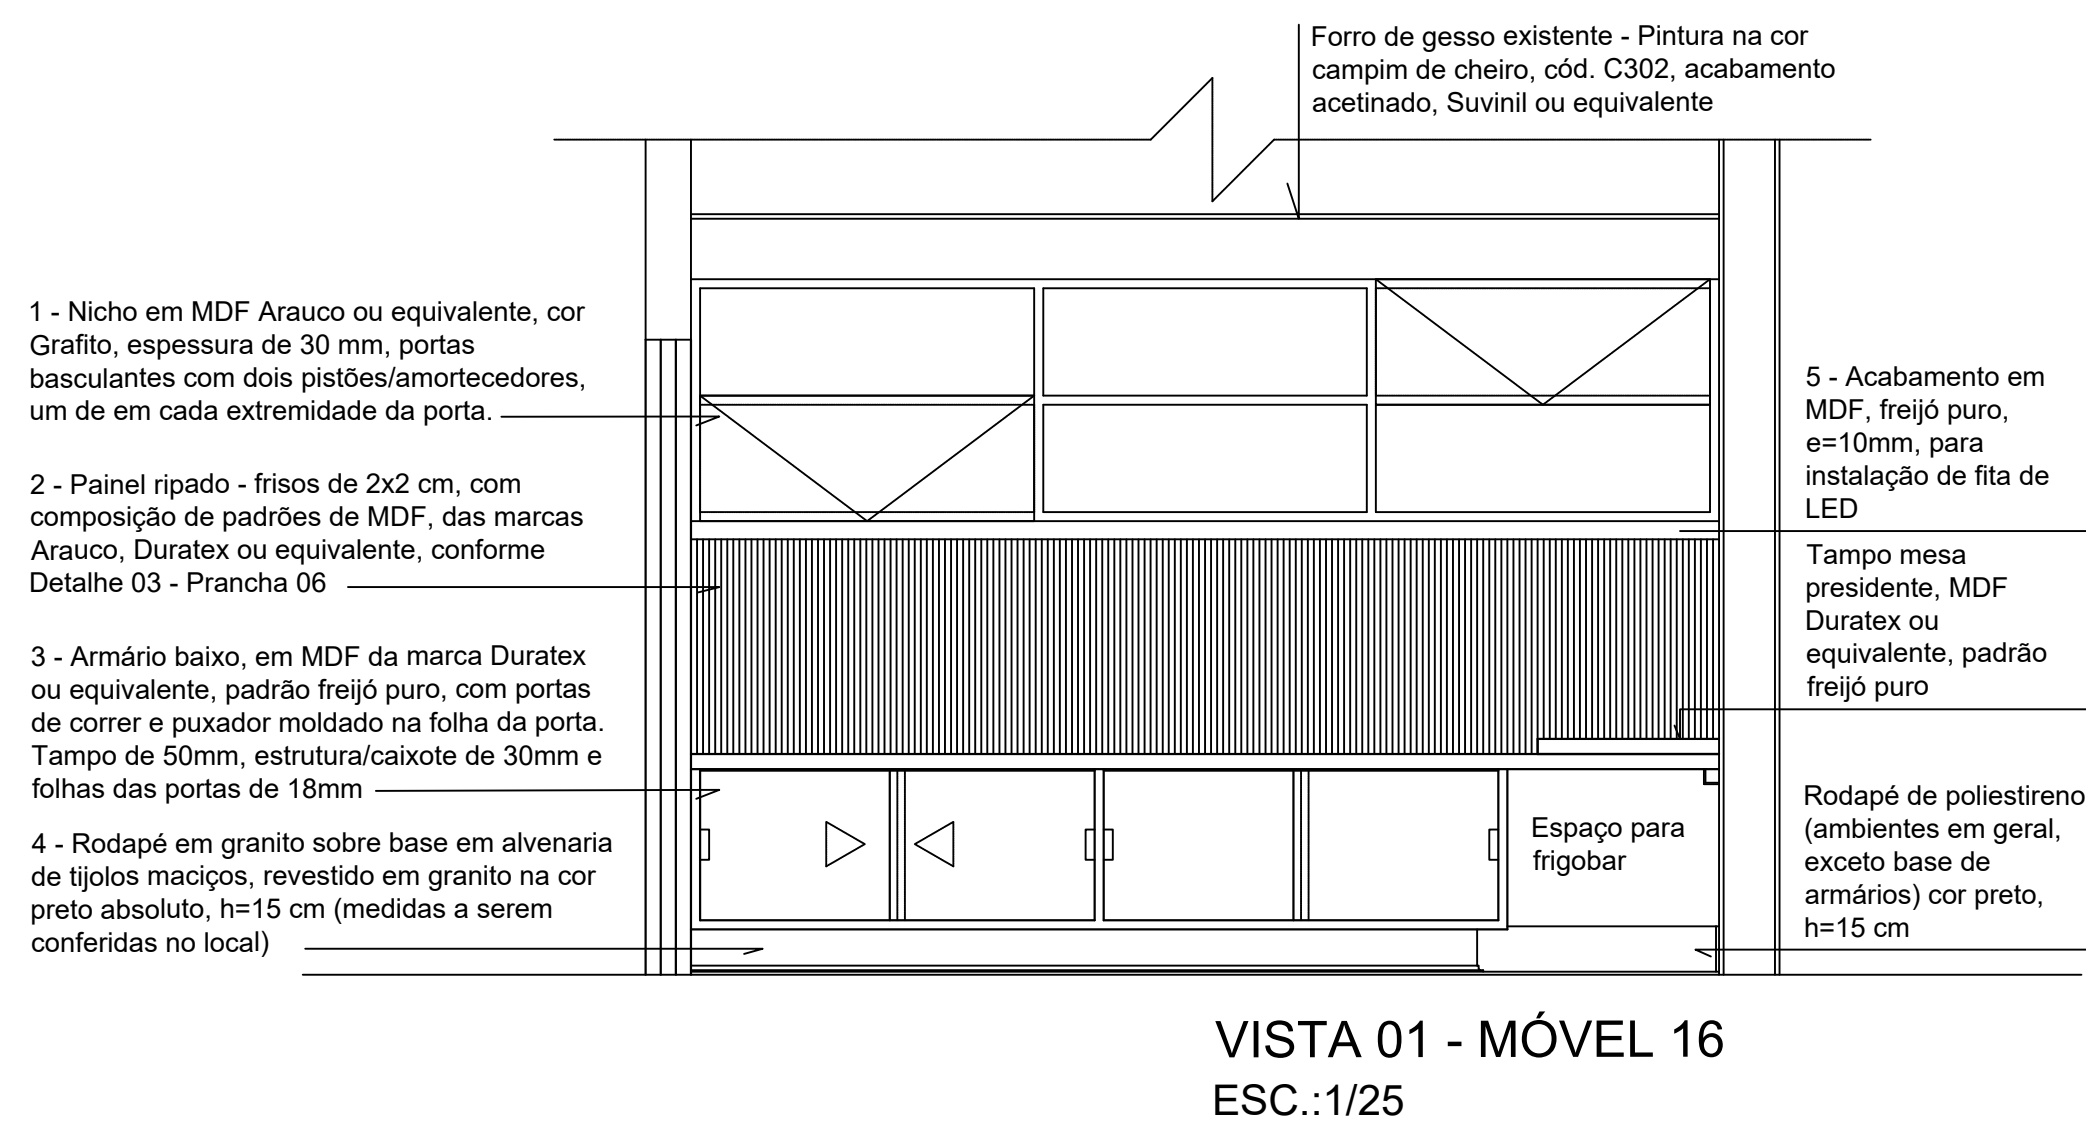 Forro de gesso existente - Pintura na cor
campim de cheiro, cód. C302, acabamento
acetinado, Suvinil ou equivalente
1 - Nicho em MDF Arauco ou equivalente, cor
Grafito, espessura de 30 mm, portas
basculantes com dois pistões/amortecedores,
um de em cada extremidade da porta.
2 - Painel ripado - frisos de 2x2 cm, com
composição de padrões de MDF, das marcas
Arauco, Duratex ou equivalente, conforme
Detalhe 03 - Prancha 06
3 - Armário baixo, em MDF da marca Duratex
ou equivalente, padrão freijó puro, com portas
de correr e puxador moldado na folha da porta.
Tampo de 50mm, estrutura/caixote de 30mm e
folhas das portas de 18mm
4 - Rodapé em granito sobre base em alvenaria
de tijolos maciços, revestido em granito na cor
preto absoluto, h=15 cm (medidas a serem
conferidas no local)
Espaço para
frigobar
5 - Acabamento em
MDF, freijó puro,
e=10mm, para
instalação de fita de
LED
Tampo mesa
presidente, MDF
Duratex ou
equivalente, padrão
freijó puro
Rodapé de poliestireno
(ambientes em geral,
exceto base de
armários) cor preto,
h=15 cm
VISTA 01 - MÓVEL 16
ESC.:1/25